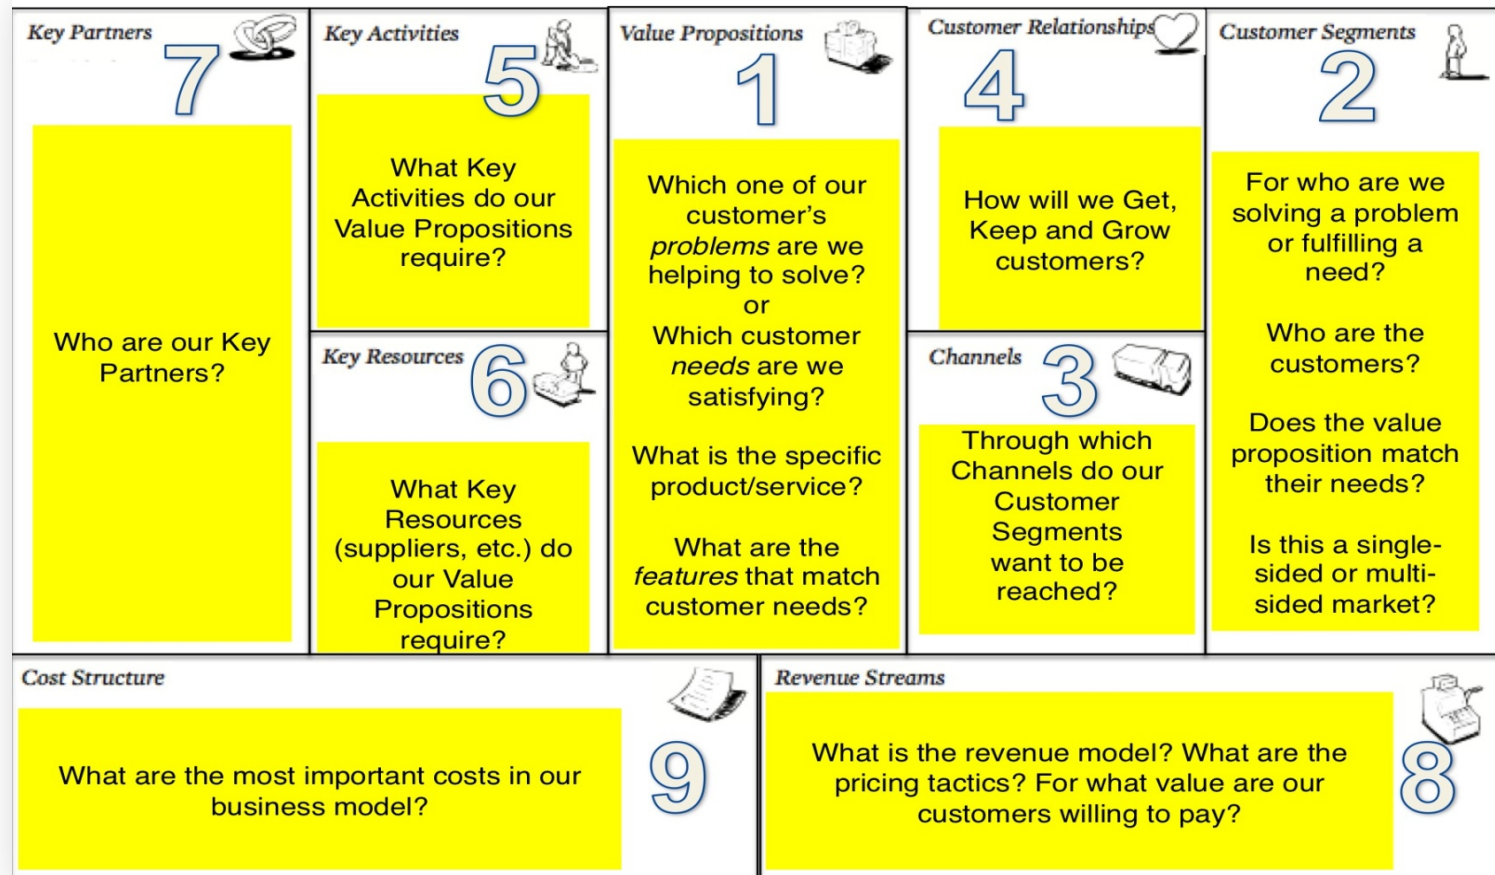 Key Partners
7
Who are our Key
Partners?
Key Activities
5
What Key
Activities do our
Value Propositions
require?
Key Resources
6
What Key
Resources
(suppliers, etc.) do
our Value
Propositions
require?
Value Propositions
1
Which one of our
customer’s
problems are we
helping to solve?
or
Which customer
needs are we
satisfying?
What is the specific
product/service?
What are the
features that match
customer needs?
Customer Relationships
4
How will we Get,
Keep and Grow
customers?
Channels
3
Through which
Channels do our
Customer
Segments
want to be
reached?
Customer Segments
2
For who are we
solving a problem
or fulfilling a
need?
Who are the
customers?
Does the value
proposition match
their needs?
Is this a single-
sided or multi-
sided market?
Cost Structure
9
What are the most important costs in our
business model?
Revenue Streams
8
What is the revenue model? What are the
pricing tactics? For what value are our
customers willing to pay?